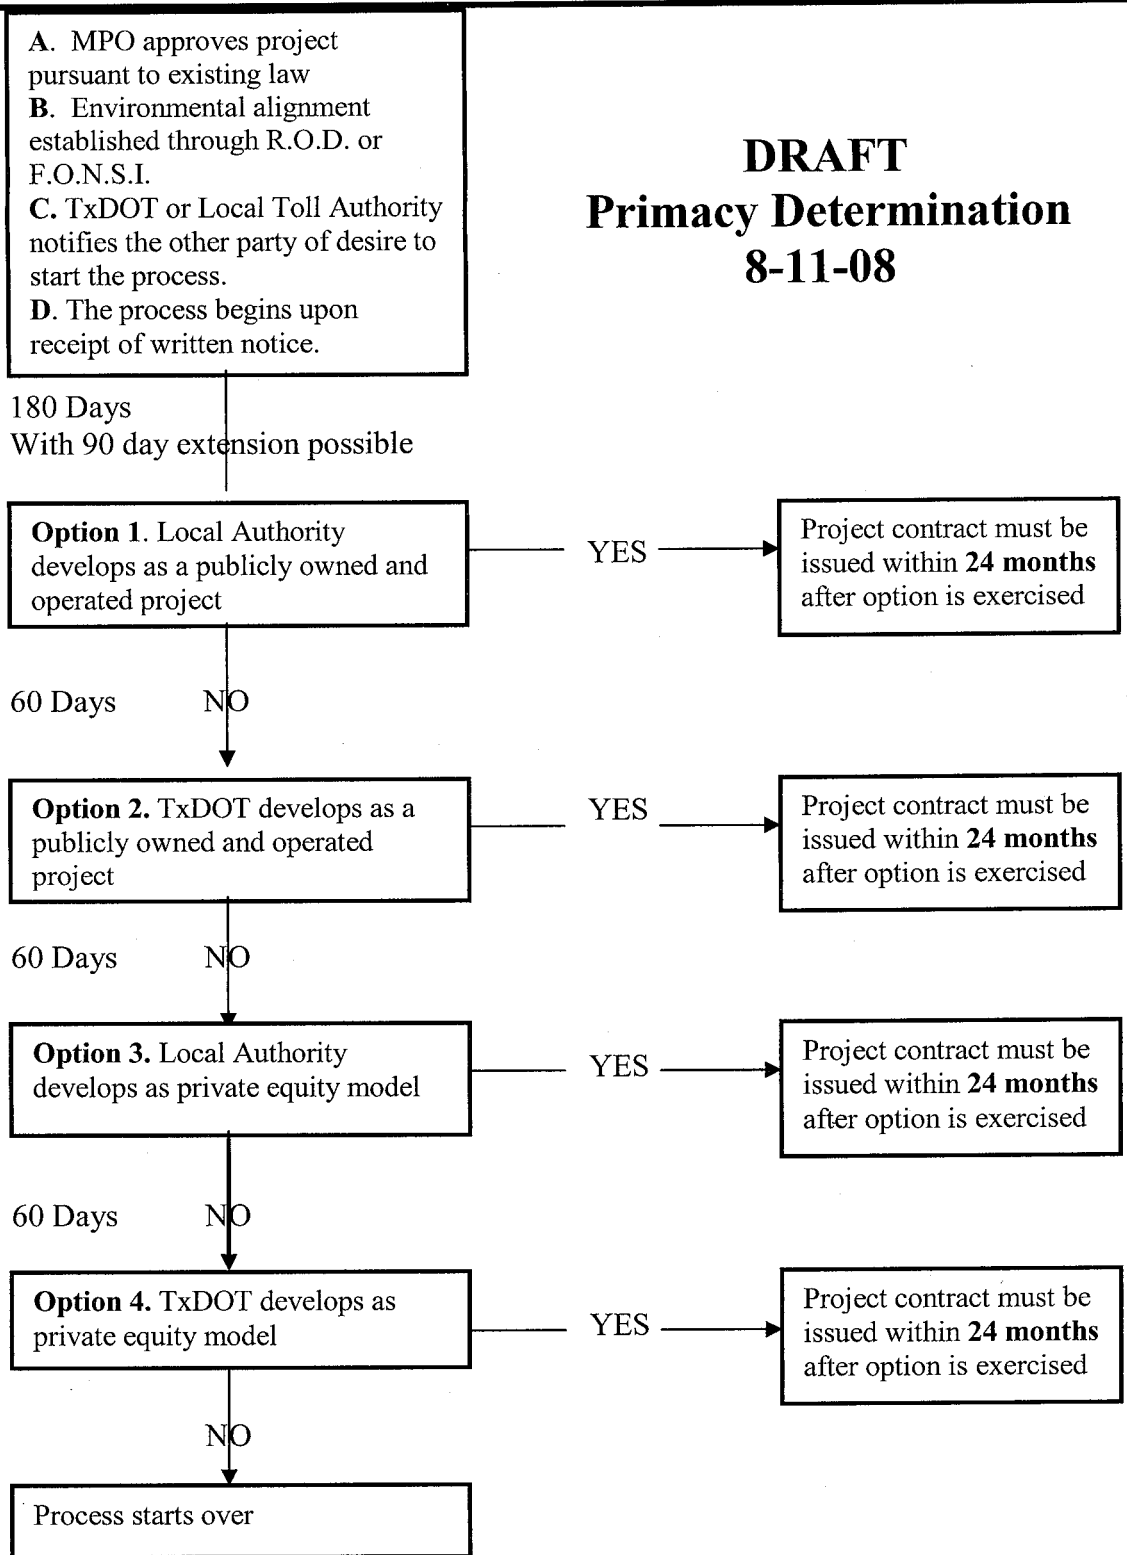 A. MPO approves project
pursuant to existing law
B. Environmental alignment
established through R.O.D. or
F.O.N.S.I.
C. TxDOT or Local Toll Authority
notifies the other party of desire to
start the process.
D. The process begins upon
receipt of written notice.
DRAFT
Primacy Determination
8-11-08
180 Days
With 90 day extension possible
Option 1. Local Authority
develops as a publicly owned and
operated project
YES
Project contract must be
issued within 24 months
after option is exercised
60 Days NO
Option 2. TxDOT develops as a
publicly owned and operated
project
YES
Project contract must be
issued within 24 months
after option is exercised
60 Days NO
Option 3. Local Authority
develops as private equity model
YES
Project contract must be
issued within 24 months
after option is exercised
60 Days NO
Option 4. TxDOT develops as
private equity model
YES
Project contract must be
issued within 24 months
after option is exercised
NO
Process starts over